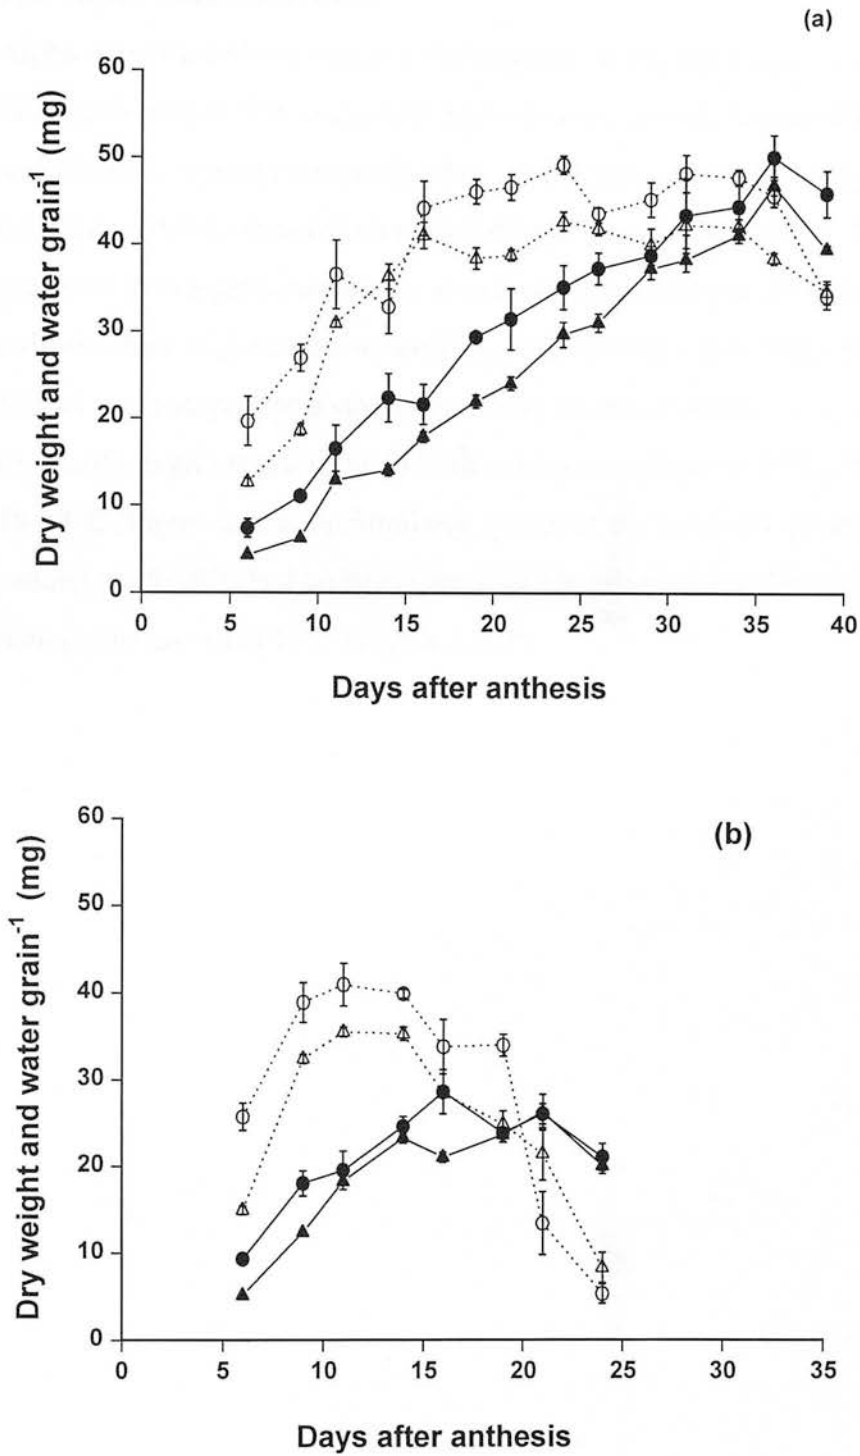 (a)
Dry weight and water grain⁻¹ (mg)
60
50
40
30
20
10
0
0 5 10 15 20 25 30 35 40
Days after anthesis
(b)
Dry weight and water grain⁻¹ (mg)
60
50
40
30
20
10
0
0 5 10 15 20 25 30 35
Days after anthesis